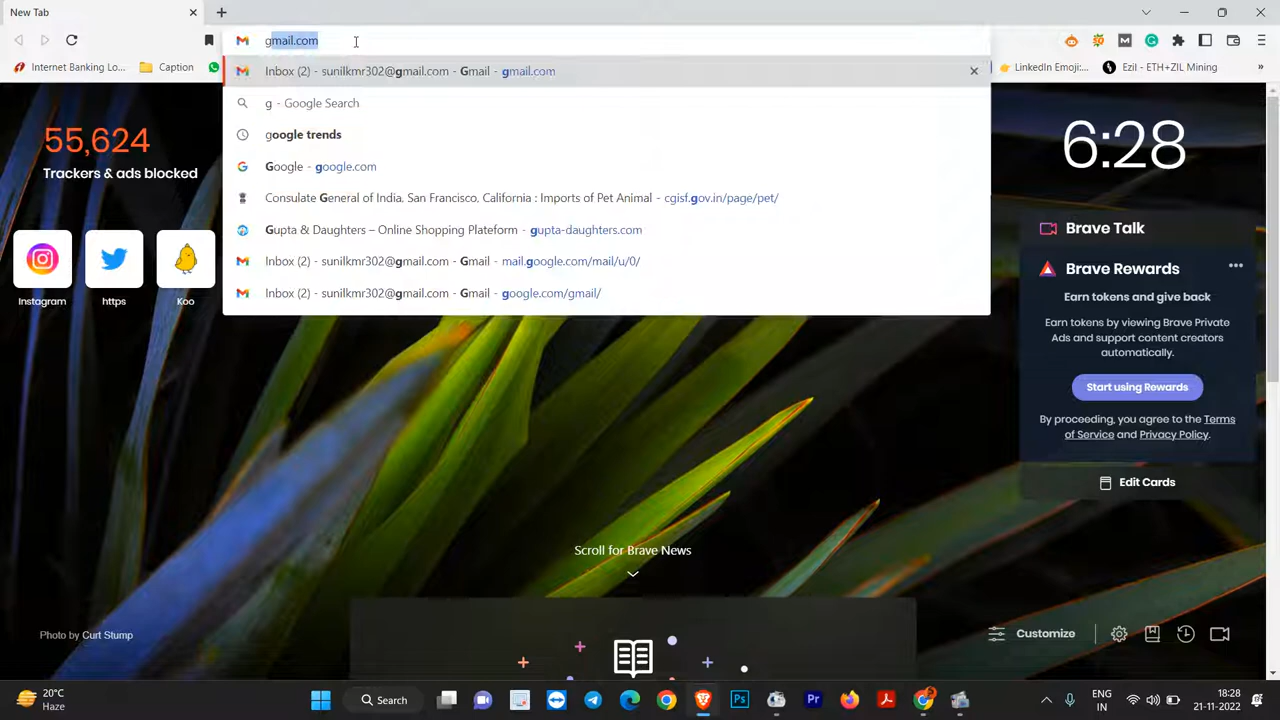 New Tab
gmail.com
Internet Banking Lo...
Caption
LinkedIn Emoji:...
Ezil - ETH+ZIL Mining
Inbox (2) - sunilkmr302@gmail.com - Gmail - gmail.com
g - Google Search
google trends
Google - google.com
Consulate General of India. San Francisco, California : Imports of Pet Animal - cgisf.gov.in/page/pet/
Gupta & Daughters – Online Shopping Plateform - gupta-daughters.com
Inbox (2) - sunilkmr302@gmail.com - Gmail - mail.google.com/mail/u/0/
Inbox (2) - sunilkmr302@gmail.com - Gmail - google.com/gmail/
55,624
Trackers & ads blocked
Instagram
https
Koo
6:28
Brave Talk
Brave Rewards
Earn tokens and give back
Earn tokens by viewing Brave Private
Ads and support content creators
automatically.
Start using Rewards
By proceeding, you agree to the Terms
of Service and Privacy Policy.
Edit Cards
Scroll for Brave News
Photo by Curt Stump
Customize
20°C
Haze
Search
Ps
Pr
ENG
IN
18:28
21-11-2022